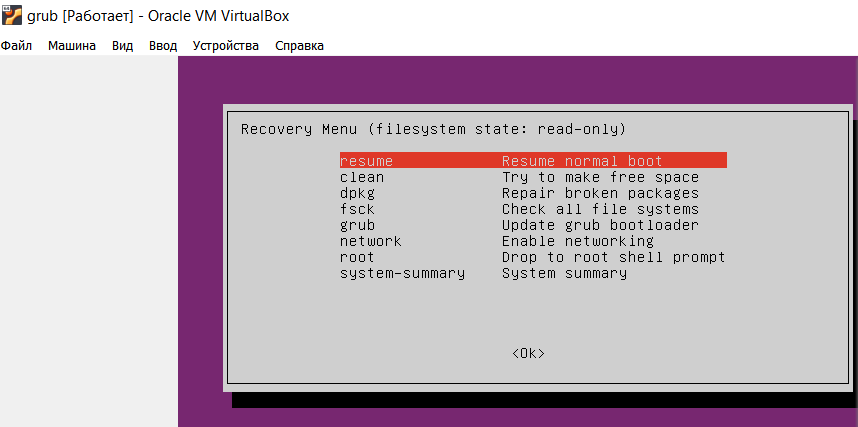 grub [Работает] - Oracle VM VirtualBox
Файл Машина Вид Ввод Устройства Справка
Recovery Menu (filesystem state: read-only)
resume Resume normal boot
clean Try to make free space
dpkg Repair broken packages
fsck Check all file systems
grub Update grub bootloader
network Enable networking
root Drop to root shell prompt
system-summary System summary
<Ok>